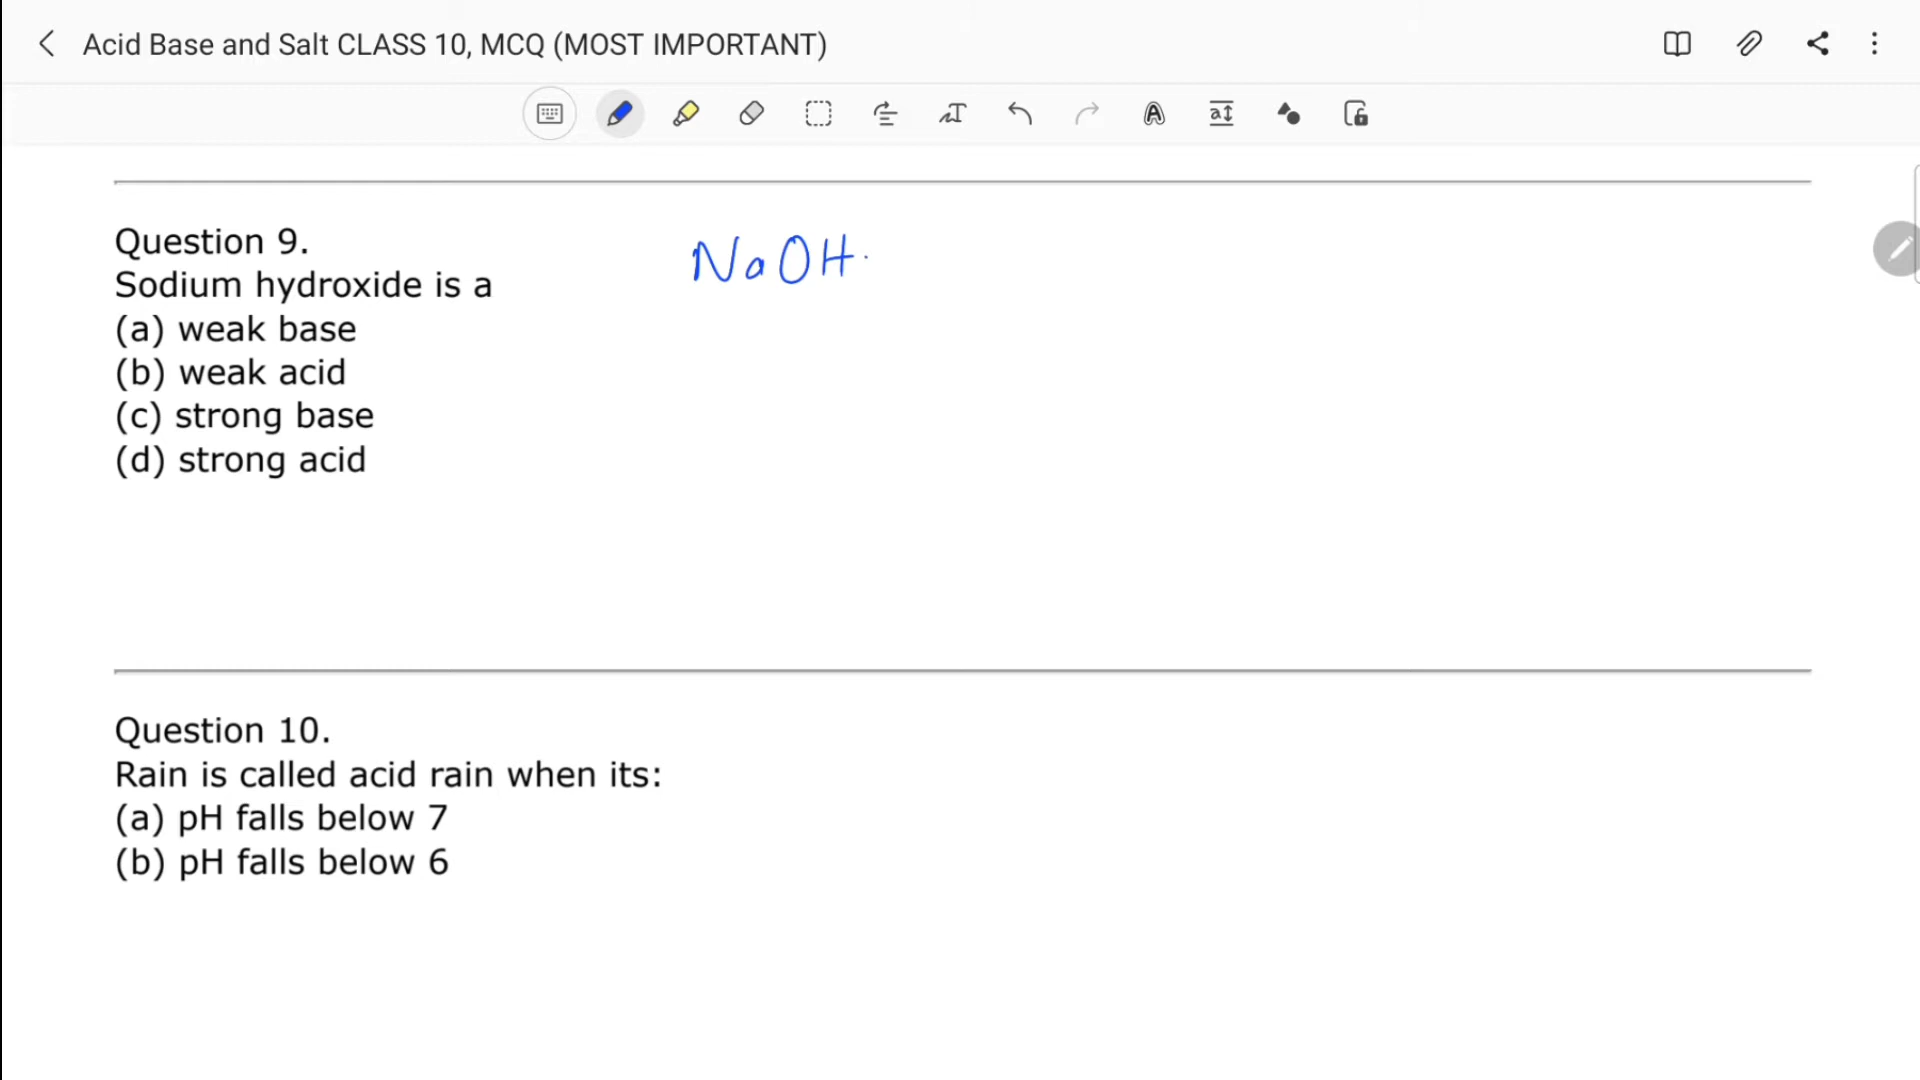 Acid Base and Salt CLASS 10, MCQ (MOST IMPORTANT)
Question 9.
NaOH.
Sodium hydroxide is a
(a) weak base
(b) weak acid
(c) strong base
(d) strong acid
Question 10.
Rain is called acid rain when its:
(a) pH falls below 7
(b) pH falls below 6